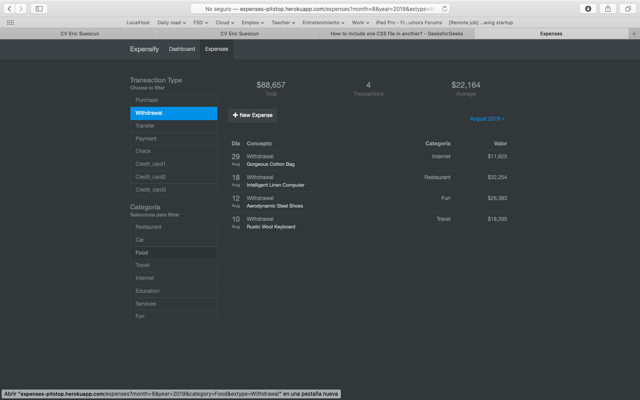 No seguro — expenses-pitstop.herokuapp.com/expenses?month=8&year=2019&extype=Wi
LocalHost Daily read FSD Cloud Empleo Teacher Entretenimiento Work iPad Pro - Fr...umors Forums [Remote job] ...wing startup
CV Eric Suescun CV Eric Suescun How to include one CSS file in another? - GeeksforGeeks Expenses
Expensify Dashboard Expenses
Transaction Type
Choose to filter
Purchase
Withdrawal
Transfer
Payment
Check
Credit_card1
Credit_card2
Credit_card3
Categoría
Selecciona para filtrar
Restaurant
Car
Food
Travel
Internet
Education
Services
Fun
$88,657 4 $22,164
Total Transactions Average
+ New Expense
August 2019
Día Concepto Categoría Valor
29 Withdrawal Internet $11,625
Aug Gorgeous Cotton Bag
18 Withdrawal Restaurant $32,254
Aug Intelligent Linen Computer
12 Withdrawal Fun $26,383
Aug Aerodynamic Steel Shoes
10 Withdrawal Travel $18,395
Aug Rustic Wool Keyboard
Abrir "expenses-pitstop.herokuapp.com/expenses?month=8&year=2019&category=Food&extype=Withdrawal" en una pestaña nueva